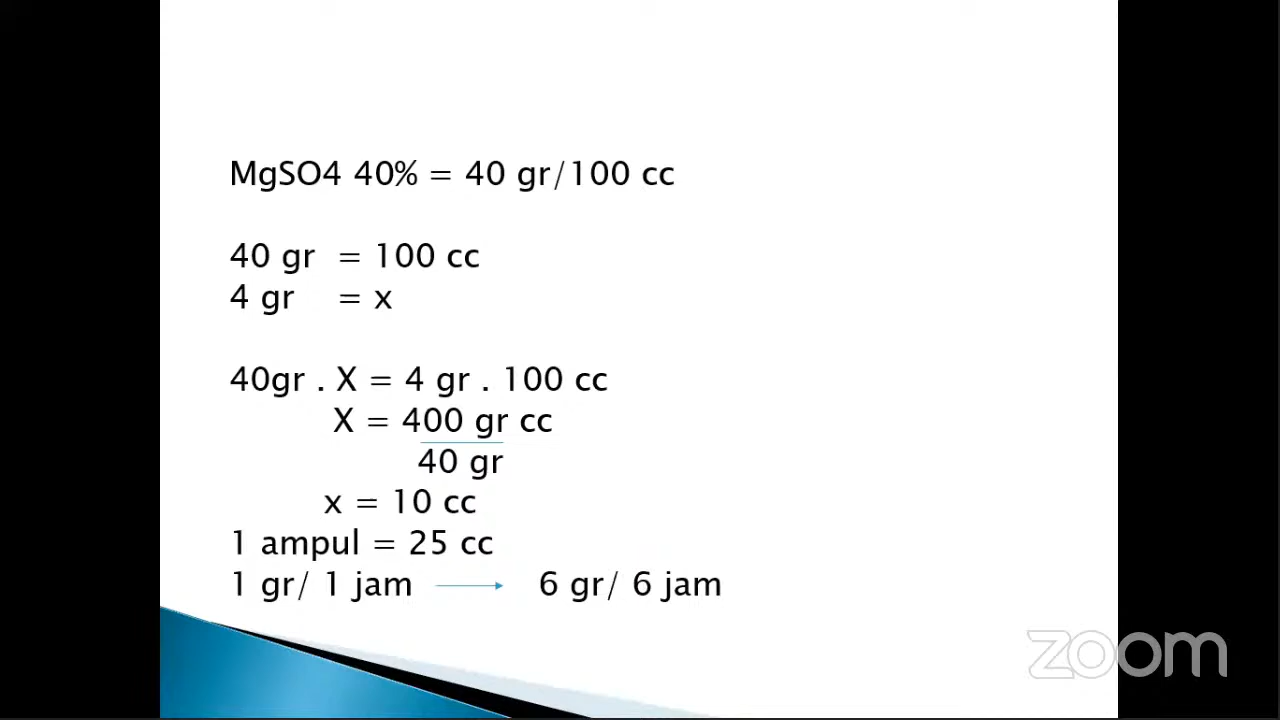 MgSO4 40% = 40 gr/100 cc
40 gr = 100 cc
4 gr = x
40gr . X = 4 gr . 100 cc
X = 400 gr cc
40 gr
x = 10 cc
1 ampul = 25 cc
1 gr/ 1 jam → 6 gr/ 6 jam
zoom